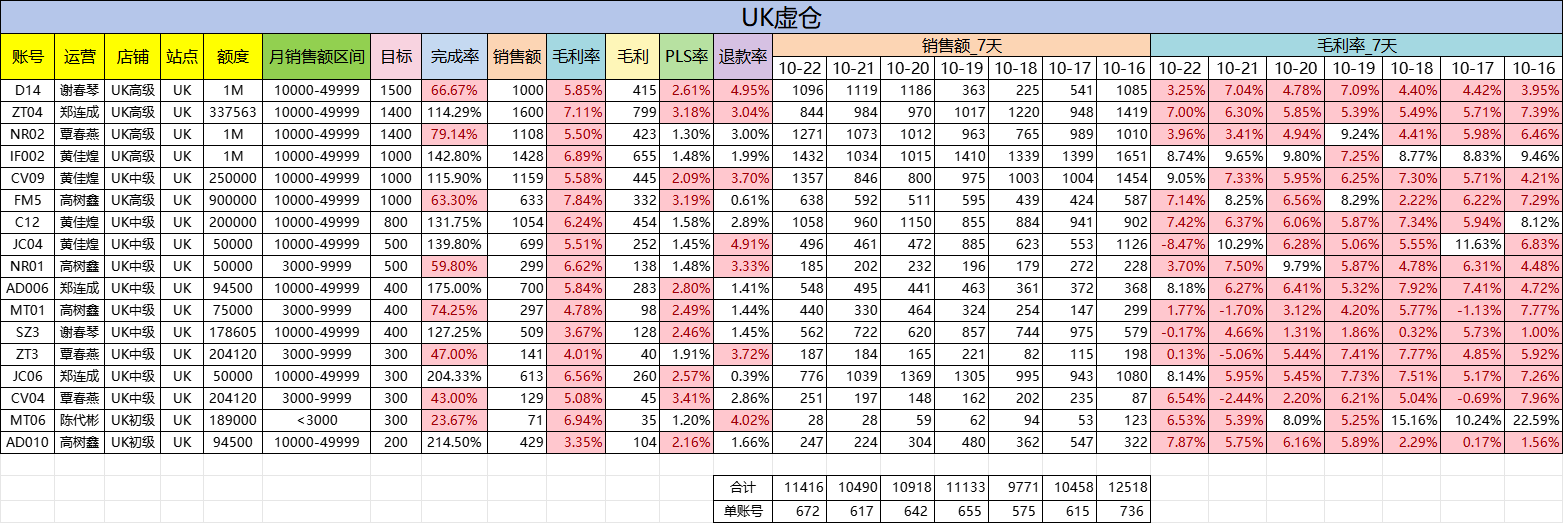 UK虚仓
账号 运营 店铺 站点 额度 月销售额区间 目标 完成率 销售额 毛利率 毛利 PLS率 退款率 销售额_7天 毛利率_7天
10-22 10-21 10-20 10-19 10-18 10-17 10-16 10-22 10-21 10-20 10-19 10-18 10-17 10-16
D14 谢春琴 UK高级 UK 1M 10000-49999 1500 66.67% 1000 5.85% 415 2.61% 4.95% 1096 1119 1186 363 225 541 1085 3.25% 7.04% 4.78% 7.09% 4.40% 4.42% 3.95%
ZT04 郑连成 UK高级 UK 337563 10000-49999 1400 114.29% 1600 7.11% 799 3.18% 3.04% 844 984 970 1017 1220 948 1419 7.00% 6.30% 5.85% 5.39% 5.49% 5.71% 7.39%
NR02 覃春燕 UK高级 UK 1M 10000-49999 1400 79.14% 1108 5.50% 423 1.30% 3.00% 1271 1073 1012 963 765 989 1010 3.96% 3.41% 4.94% 9.24% 4.41% 5.98% 6.46%
IF002 黄佳煌 UK高级 UK 1M 10000-49999 1000 142.80% 1428 6.89% 655 1.48% 1.99% 1432 1034 1015 1410 1339 1399 1651 8.74% 9.65% 9.80% 7.25% 8.77% 8.83% 9.46%
CV09 黄佳煌 UK中级 UK 250000 10000-49999 1000 115.90% 1159 5.58% 445 2.09% 3.70% 1357 846 800 975 1003 1004 1454 9.05% 7.33% 5.95% 6.25% 7.30% 5.71% 4.21%
FM5 高树鑫 UK高级 UK 900000 10000-49999 1000 63.30% 633 7.84% 332 3.19% 0.61% 638 592 511 595 439 424 587 7.14% 8.25% 6.56% 8.29% 2.22% 6.22% 7.29%
C12 黄佳煌 UK中级 UK 200000 10000-49999 800 131.75% 1054 6.24% 454 1.58% 2.89% 1058 960 1150 855 884 941 902 7.42% 6.37% 6.06% 5.87% 7.34% 5.94% 8.12%
JC04 黄佳煌 UK中级 UK 50000 10000-49999 500 139.80% 699 5.51% 252 1.45% 4.91% 496 461 472 885 623 553 1126 -8.47% 10.29% 6.28% 5.06% 5.55% 11.63% 6.83%
NR01 高树鑫 UK中级 UK 50000 3000-9999 500 59.80% 299 6.62% 138 1.48% 3.33% 185 202 232 196 179 272 228 3.70% 7.50% 9.79% 5.87% 4.78% 6.31% 4.48%
AD006 郑连成 UK中级 UK 94500 10000-49999 400 175.00% 700 5.84% 283 2.80% 1.41% 548 495 441 463 361 372 368 8.18% 6.27% 6.41% 5.32% 7.92% 7.41% 4.72%
MT01 高树鑫 UK中级 UK 75000 3000-9999 400 74.25% 297 4.78% 98 2.49% 1.44% 440 330 464 324 254 147 299 1.77% -1.70% 3.12% 4.20% 5.77% -1.13% 7.77%
SZ3 谢春琴 UK中级 UK 178605 10000-49999 400 127.25% 509 3.67% 128 2.46% 1.45% 562 722 620 857 744 975 579 -0.17% 4.66% 1.31% 1.86% 0.32% 5.73% 1.00%
ZT3 覃春燕 UK中级 UK 204120 3000-9999 300 47.00% 141 4.01% 40 1.91% 3.72% 187 184 165 221 82 115 198 0.13% -5.06% 5.44% 7.41% 7.77% 4.85% 5.92%
JC06 郑连成 UK中级 UK 50000 10000-49999 300 204.33% 613 6.56% 260 2.57% 0.39% 776 1039 1369 1305 995 943 1080 8.14% 5.95% 5.45% 7.73% 7.51% 5.17% 7.26%
CV04 覃春燕 UK中级 UK 204120 3000-9999 300 43.00% 129 5.08% 45 3.41% 2.86% 251 197 148 162 202 235 87 6.54% -2.44% 2.20% 6.21% 5.04% -0.69% 7.96%
MT06 陈代彬 UK初级 UK 189000 <3000 300 23.67% 71 6.94% 35 1.20% 4.02% 28 28 59 62 94 53 123 6.53% 5.39% 8.09% 5.25% 15.16% 10.24% 22.59%
AD010 高树鑫 UK初级 UK 94500 10000-49999 200 214.50% 429 3.35% 104 2.16% 1.66% 247 224 304 480 362 547 322 7.87% 5.75% 6.16% 5.89% 2.29% 0.17% 1.56%
合计 11416 10490 10918 11133 9771 10458 12518
单账号 672 617 642 655 575 615 736